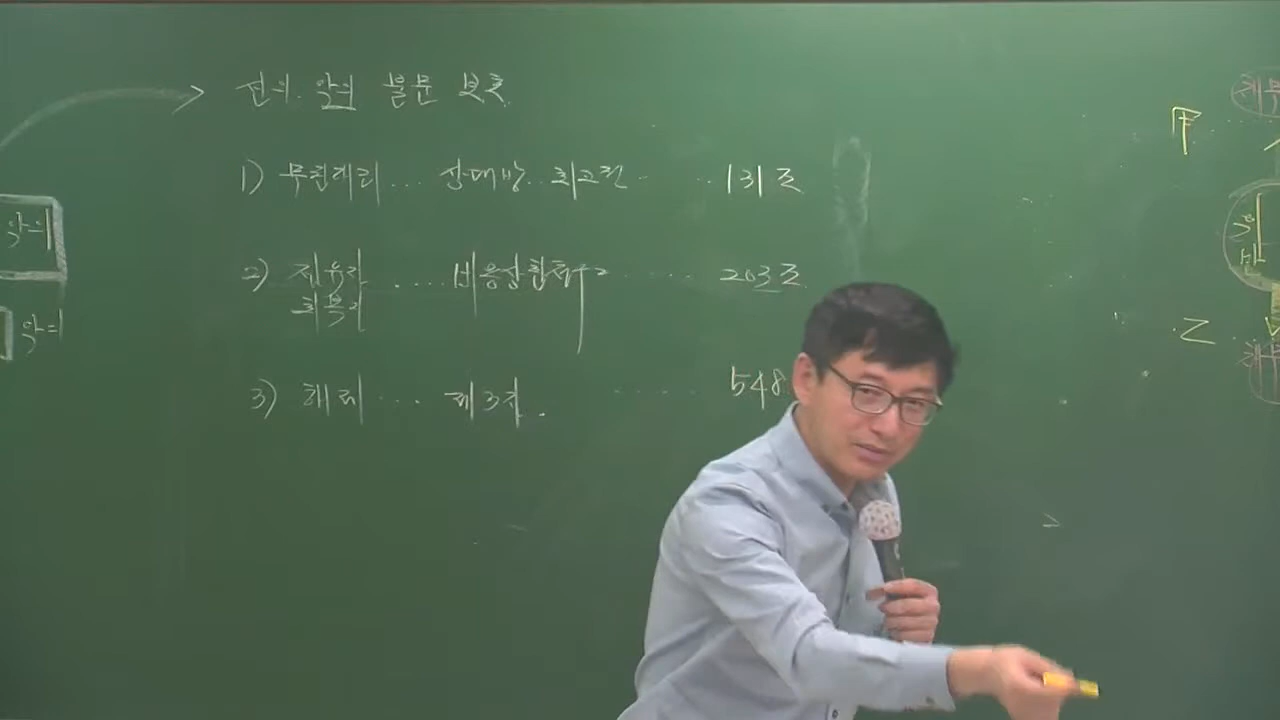 선의. 악의 불문 보호.
1) 무권대리 .... 상대방. 최고권 .. ..131조
2) 점유자 .... 비용상환청구 ..... 203조
회복자
3) 해제 .... 제3자. ..... 548
악의
악의
甲
乙